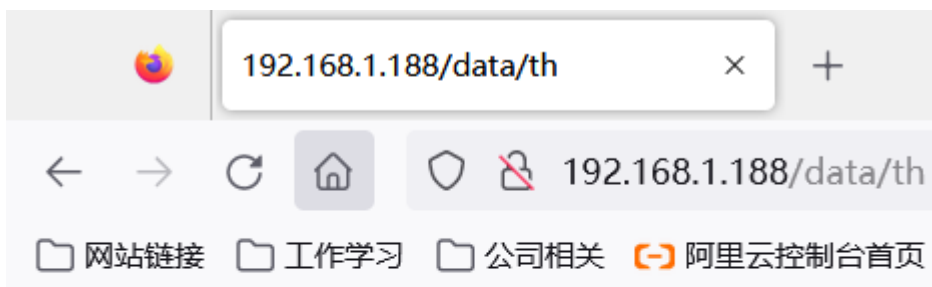 192.168.1.188/data/th
192.168.1.188/data/th
网站链接 工作学习 公司相关 阿里云控制台首页